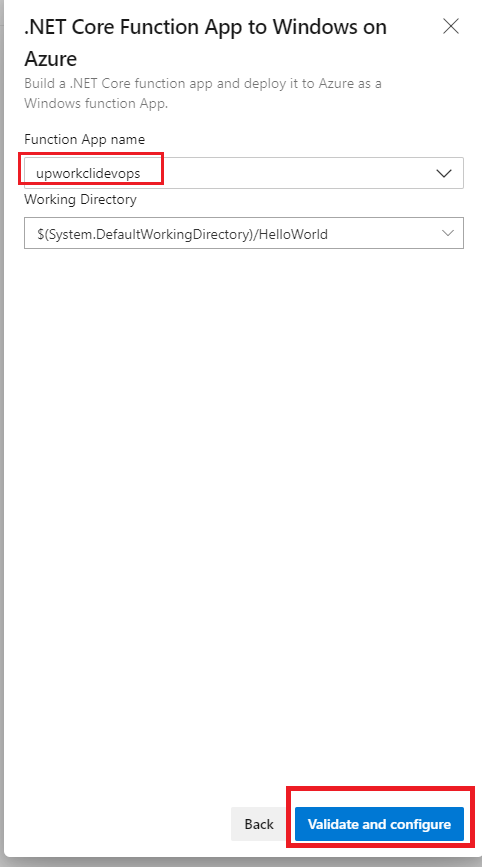 .NET Core Function App to Windows on
Azure
Build a .NET Core function app and deploy it to Azure as a
Windows function App.
Function App name
upworkclidevops
Working Directory
$(System.DefaultWorkingDirectory)/HelloWorld
Back
Validate and configure